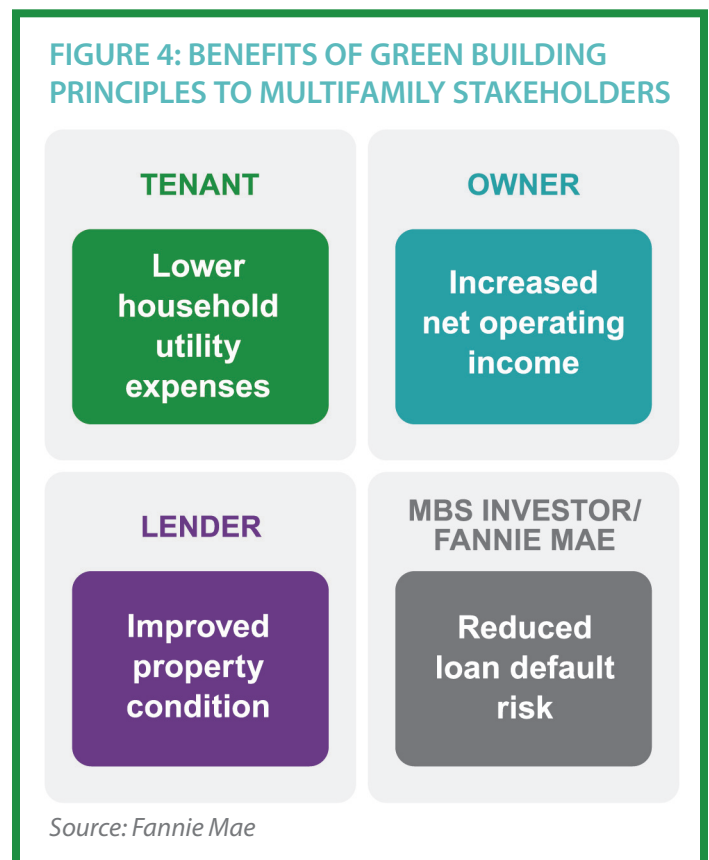 FIGURE 4: BENEFITS OF GREEN BUILDING
PRINCIPLES TO MULTIFAMILY STAKEHOLDERS
TENANT
Lower
household
utility
expenses
OWNER
Increased
net operating
income
LENDER
Improved
property
condition
MBS INVESTOR/
FANNIE MAE
Reduced
loan default
risk
Source: Fannie Mae